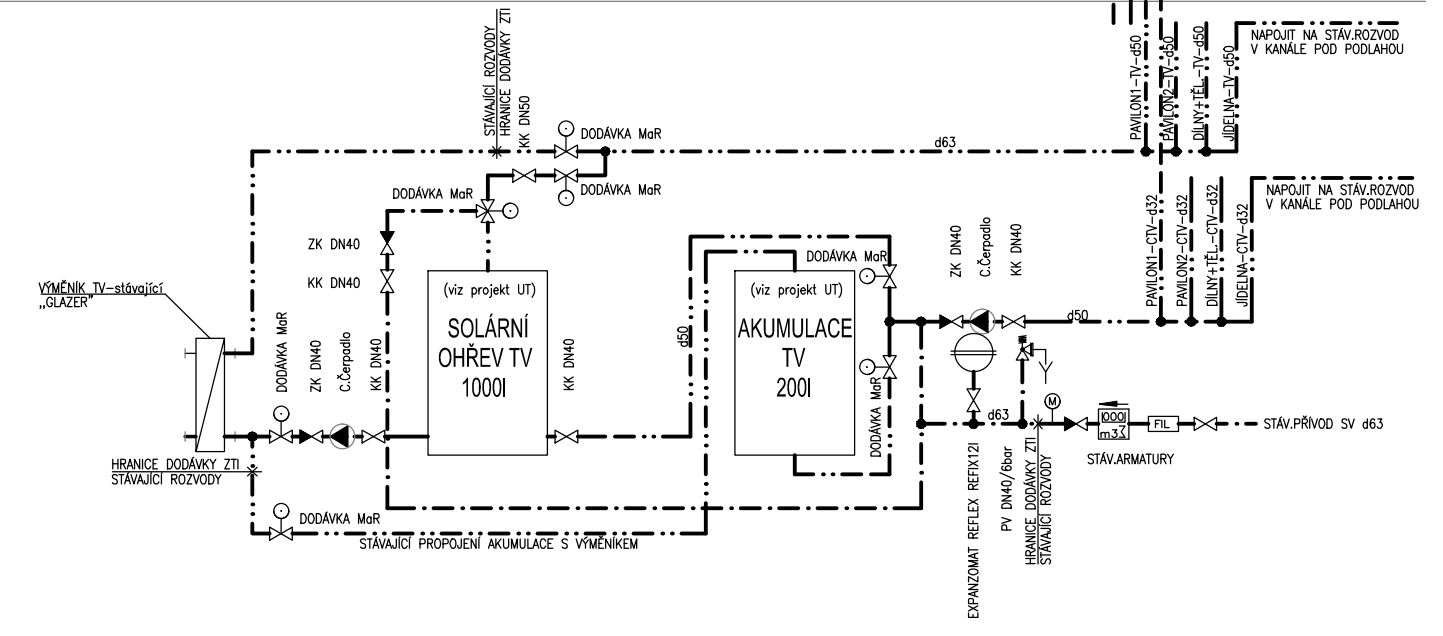 STÁVAJÍCÍ ROZVODY
HRANICE DODÁVKY ZTI
KK DN50
DODÁVKA MaR
DODÁVKA MaR
DODÁVKA MaR
d63
PAVILON1-TV-d50
PAVILON2-TV-d50
DÍLNY+TĚL.-TV-d50
JÍDELNA-TV-d50
NAPOJIT NA STÁV.ROZVOD
V KANÁLE POD PODLAHOU
PAVILON1-CTV-d32
PAVILON2-CTV-d32
DÍLNY+TĚL.-CTV-d32
JÍDELNA-CTV-d32
NAPOJIT NA STÁV.ROZVOD
V KANÁLE POD PODLAHOU
ZK DN40
KK DN40
VÝMĚNÍK TV-stávající
„GLAZER"
DODÁVKA MaR
ZK DN40
C.Čerpadlo
KK DN40
(viz projekt UT)
SOLÁRNÍ
OHŘEV TV
1000l
KK DN40
d50
(viz projekt UT)
AKUMULACE
TV
200l
DODÁVKA MaR
DODÁVKA MaR
ZK DN40
C.Čerpadlo
KK DN40
d50
d63
M
1000l
m3
FIL
STÁV.PŘÍVOD SV d63
STÁV.ARMATURY
EXPANZOMAT REFLEX REFIX12l
PV DN40/6bar
HRANICE DODÁVKY ZTI
STÁVAJÍCÍ ROZVODY
HRANICE DODÁVKY ZTI
STÁVAJÍCÍ ROZVODY
DODÁVKA MaR
STÁVAJÍCÍ PROPOJENÍ AKUMULACE S VÝMĚNÍKEM